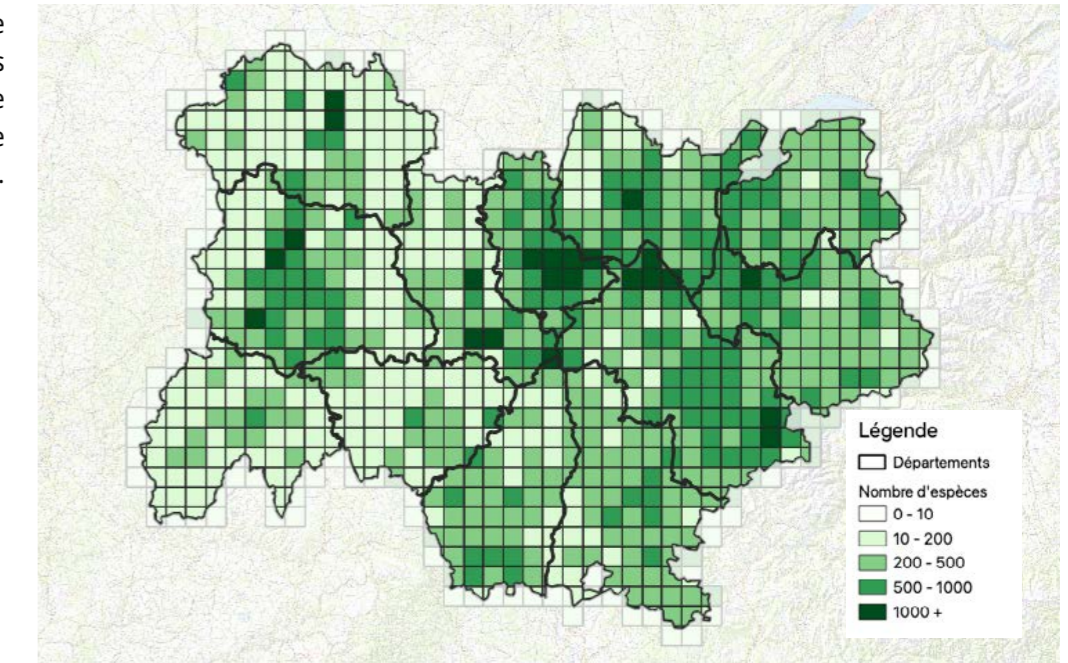 e
s
e
e
.
Légende
Départements
Nombre d'espèces
0 - 10
10 - 200
200 - 500
500 - 1000
1000 +